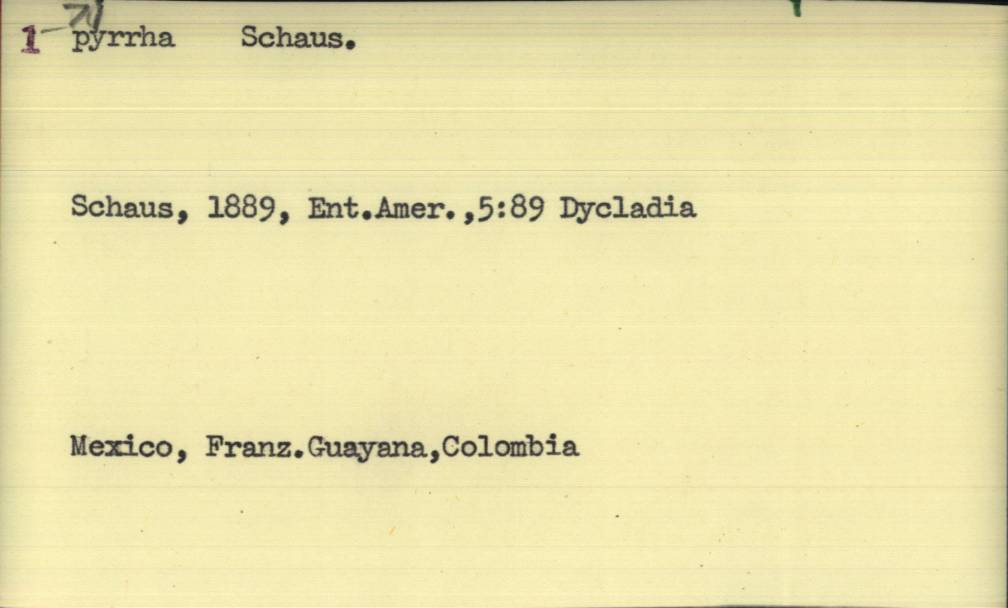 1 pyrrha Schaus.
Schaus, 1889, Ent.Amer.,5:89 Dycladia
Mexico, Franz.Guayana,Colombia